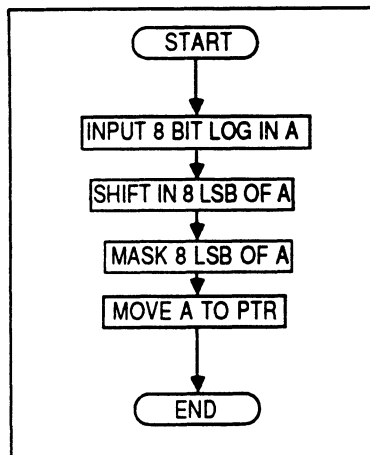 START
INPUT 8 BIT LOG IN A
SHIFT IN 8 LSB OF A
MASK 8 LSB OF A
MOVE A TO PTR
END